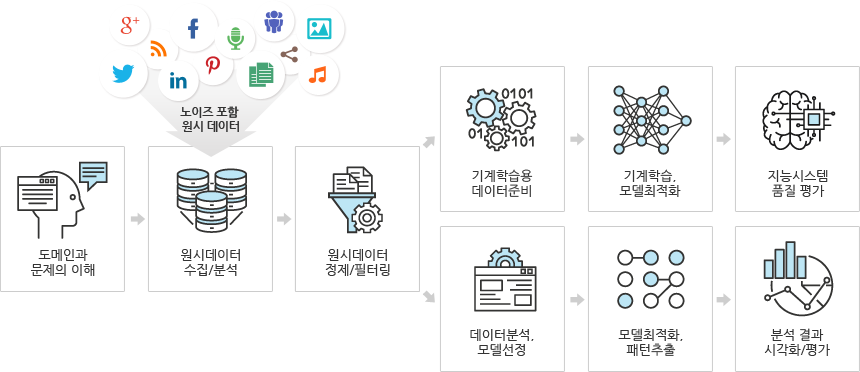 g+
f
in
노이즈 포함
원시 데이터
도메인과
문제의 이해
원시데이터
수집/분석
원시데이터
정제/필터링
0101
01
101
기계학습용
데이터준비
기계학습,
모델최적화
지능시스템
품질 평가
데이터분석,
모델선정
모델최적화,
패턴추출
분석 결과
시각화/평가